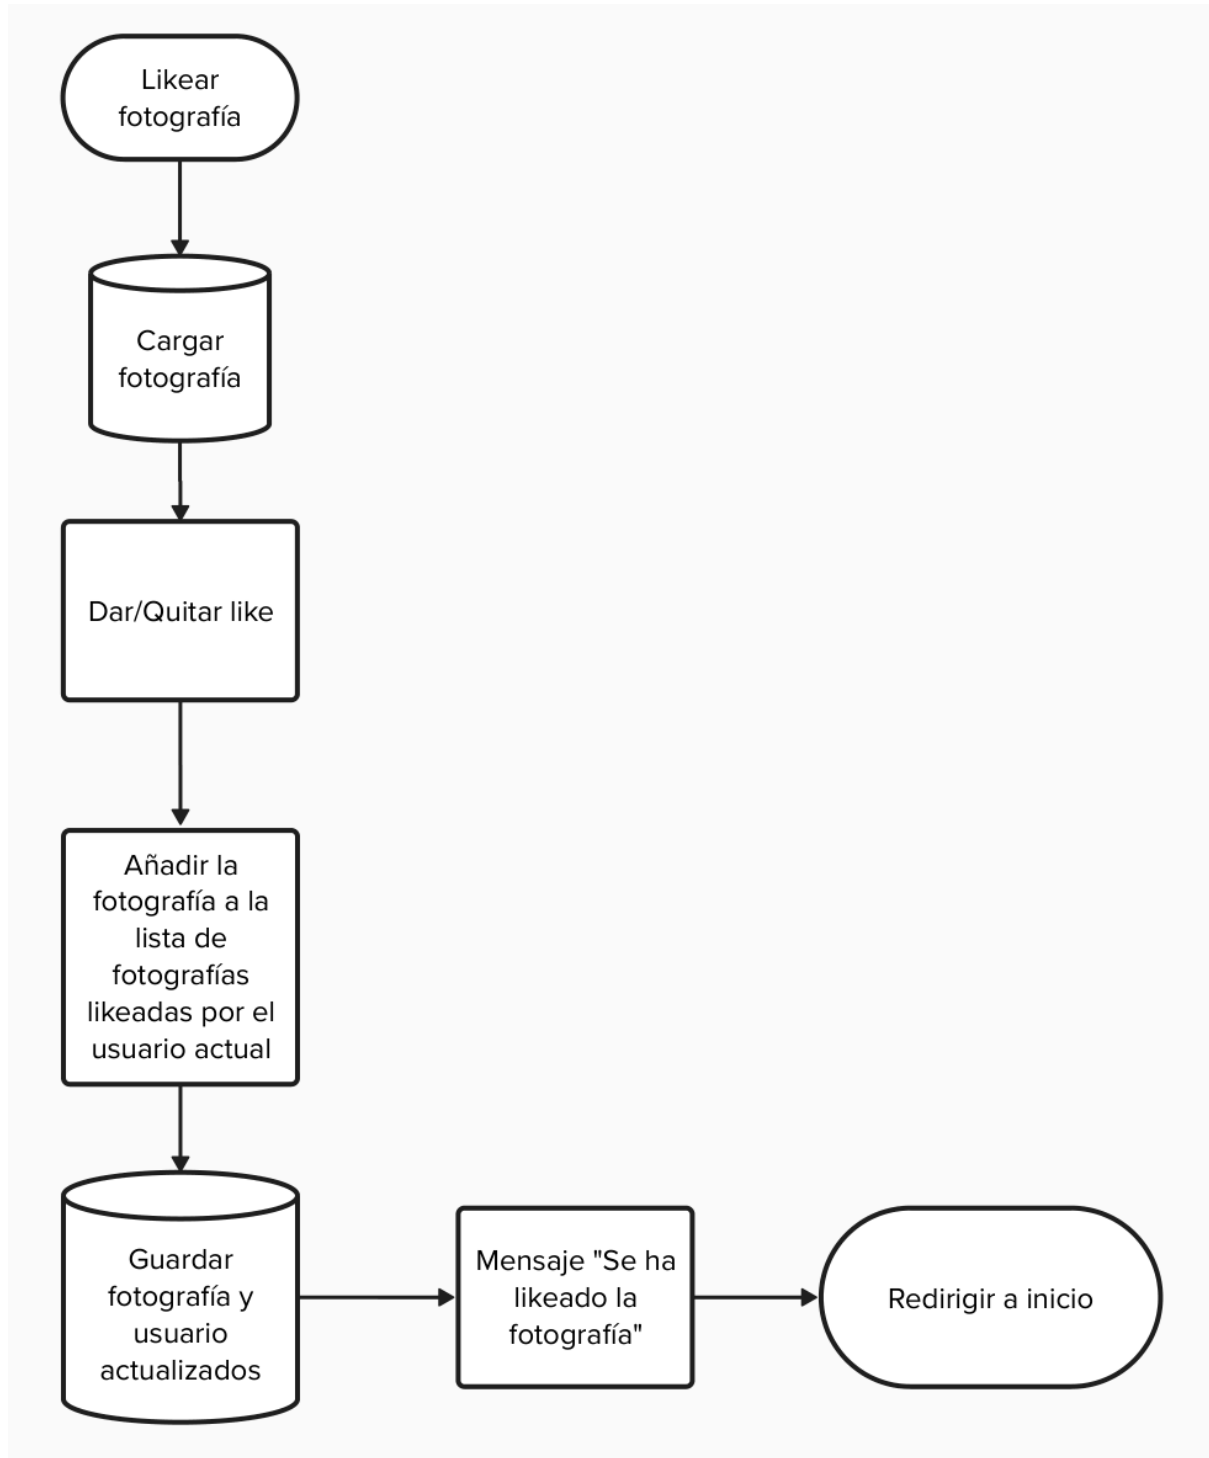 Likear
fotografía
Cargar
fotografía
Dar/Quitar like
Añadir la
fotografía a la
lista de
fotografías
likeadas por el
usuario actual
Guardar
fotografía y
usuario
actualizados
Mensaje "Se ha
likeado la
fotografía"
Redirigir a inicio